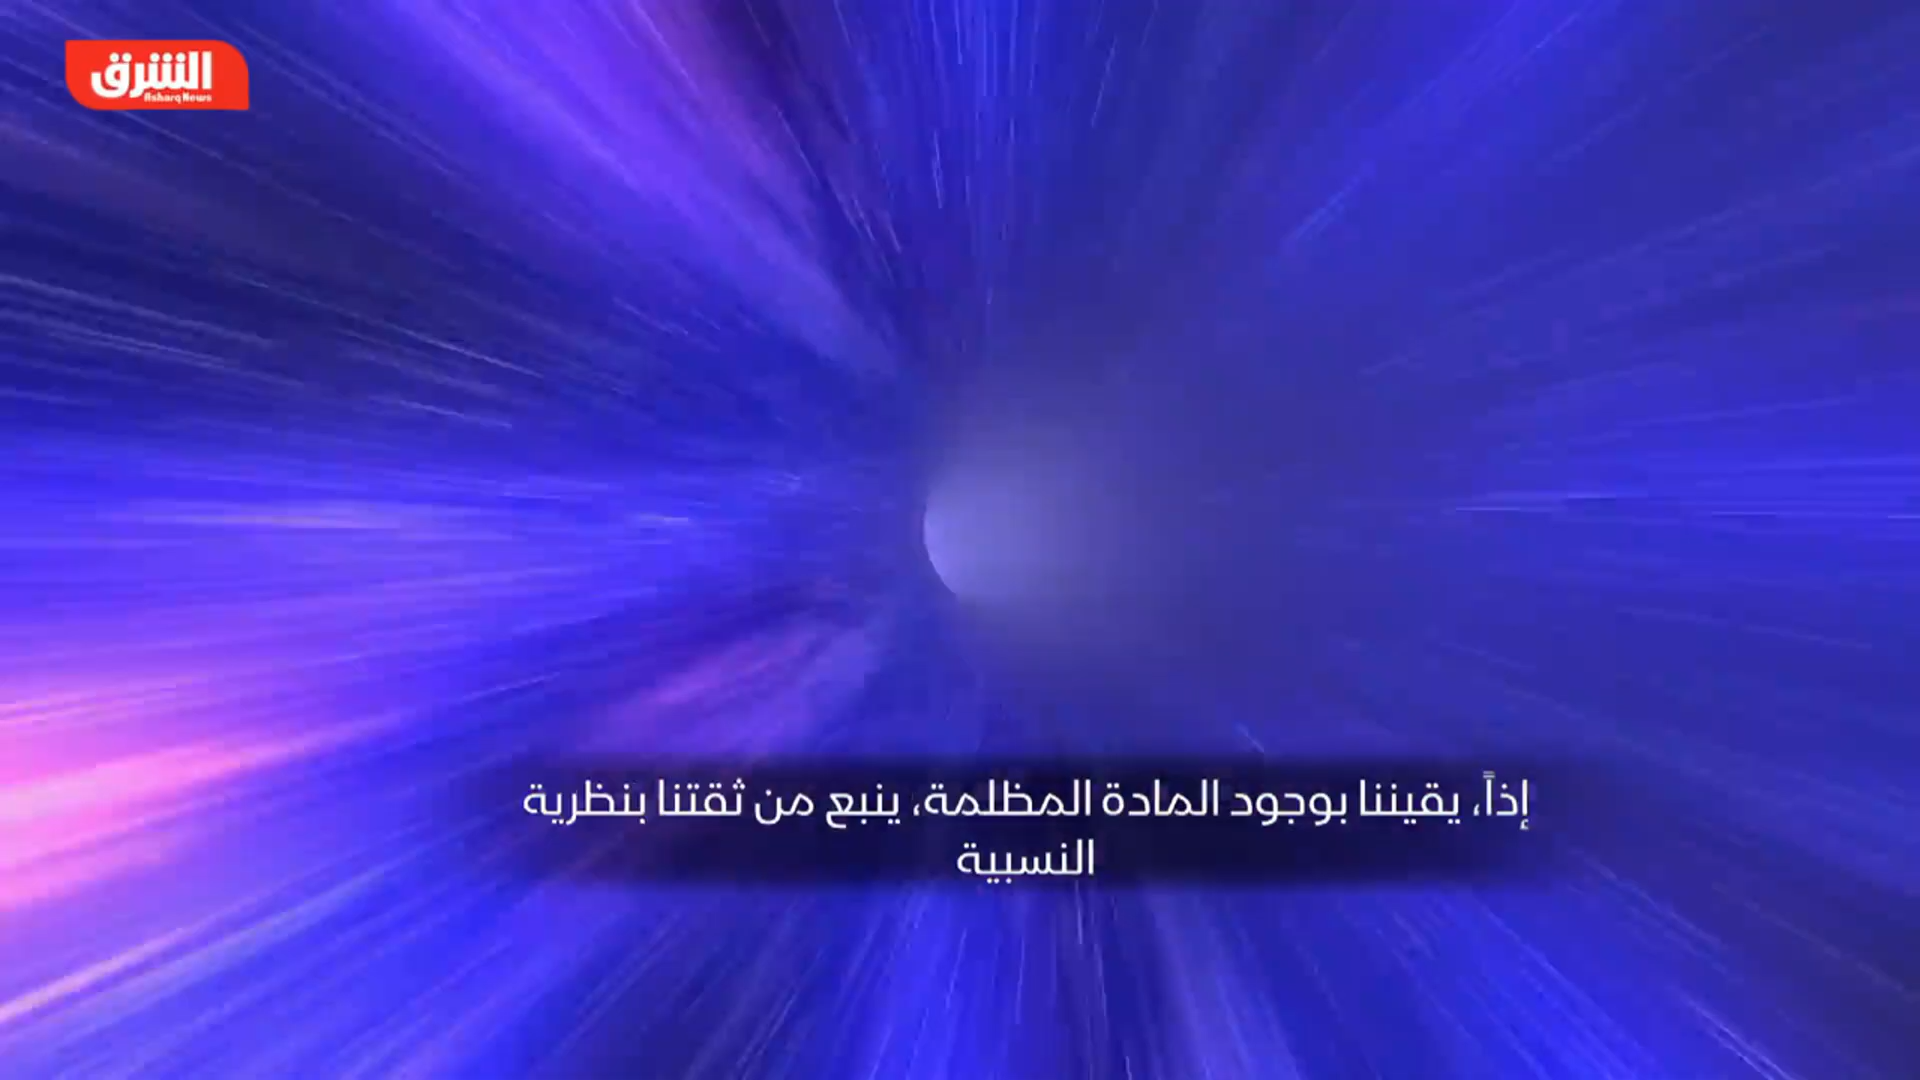 الشرق
Asharq News
إذاً، يقيننا بوجود المادة المظلمة، ينبع من ثقتنا بنظرية
النسبية